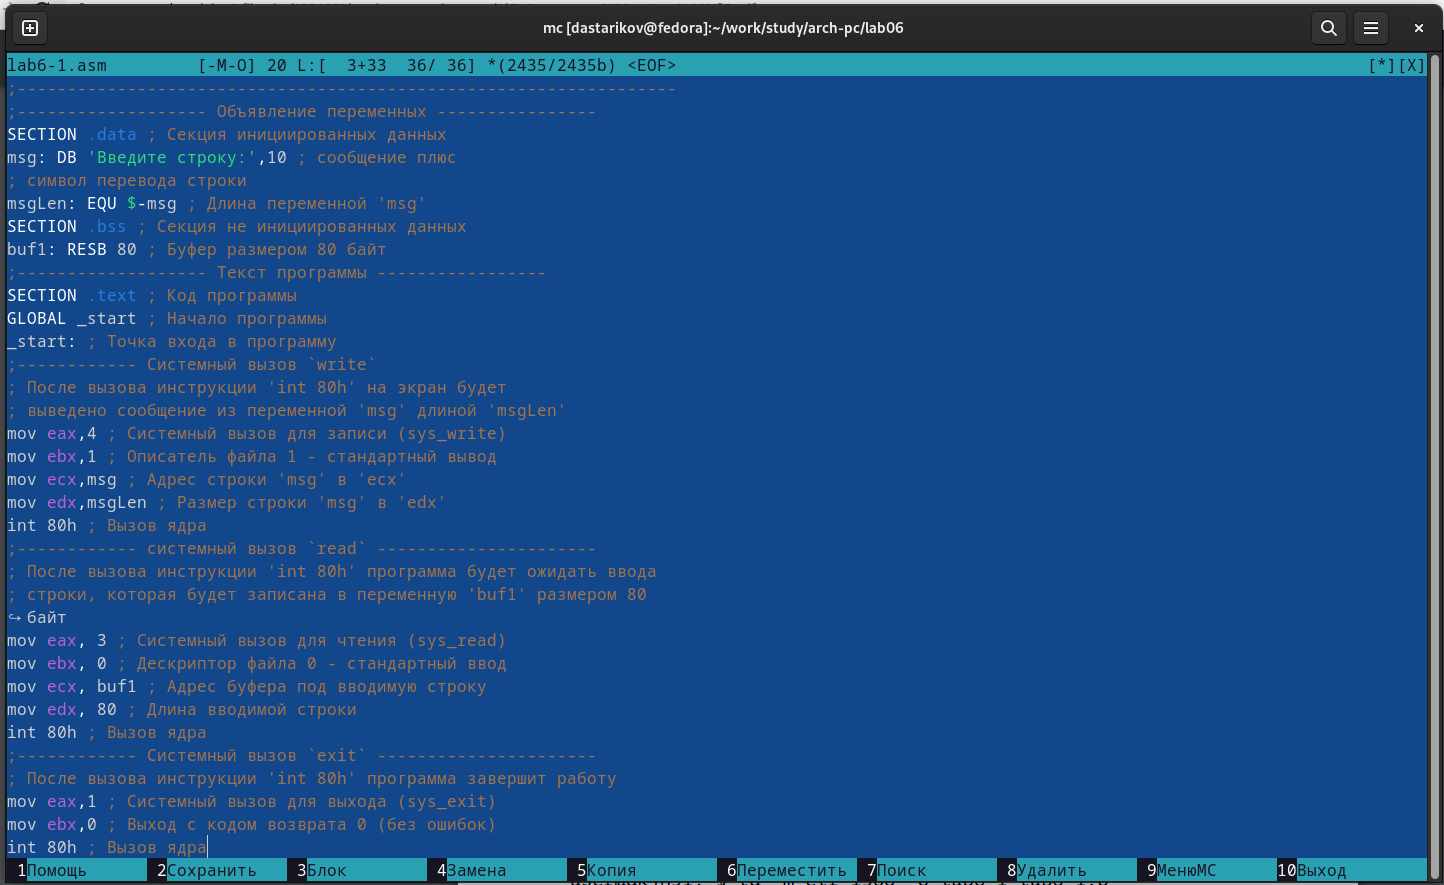 mc [dastarikov@fedora]:~/work/study/arch-pc/lab06
lab6-1.asm [-M-O] 20 L:[ 3+33 36/ 36] *(2435/2435b) <EOF> [*][X]
;------------------------------------------------------------------
;------------------- Объявление переменных ----------------
SECTION .data ; Секция инициированных данных
msg: DB 'Введите строку:',10 ; сообщение плюс
; символ перевода строки
msgLen: EQU $-msg ; Длина переменной 'msg'
SECTION .bss ; Секция не инициированных данных
buf1: RESB 80 ; Буфер размером 80 байт
;------------------- Текст программы -----------------
SECTION .text ; Код программы
GLOBAL _start ; Начало программы
_start: ; Точка входа в программу
;------------ Системный вызов `write`
; После вызова инструкции 'int 80h' на экран будет
; выведено сообщение из переменной 'msg' длиной 'msgLen'
mov eax,4 ; Системный вызов для записи (sys_write)
mov ebx,1 ; Описатель файла 1 - стандартный вывод
mov ecx,msg ; Адрес строки 'msg' в 'ecx'
mov edx,msgLen ; Размер строки 'msg' в 'edx'
int 80h ; Вызов ядра
;------------ системный вызов `read` ----------------------
; После вызова инструкции 'int 80h' программа будет ожидать ввода
; строки, которая будет записана в переменную 'buf1' размером 80
↪ байт
mov eax, 3 ; Системный вызов для чтения (sys_read)
mov ebx, 0 ; Дескриптор файла 0 - стандартный ввод
mov ecx, buf1 ; Адрес буфера под вводимую строку
mov edx, 80 ; Длина вводимой строки
int 80h ; Вызов ядра
;------------ Системный вызов `exit` ----------------------
; После вызова инструкции 'int 80h' программа завершит работу
mov eax,1 ; Системный вызов для выхода (sys_exit)
mov ebx,0 ; Выход с кодом возврата 0 (без ошибок)
int 80h ; Вызов ядра
1Помощь 2Сохранить 3Блок 4Замена 5Копия 6Переместить 7Поиск 8Удалить 9МенюMC 10Выход